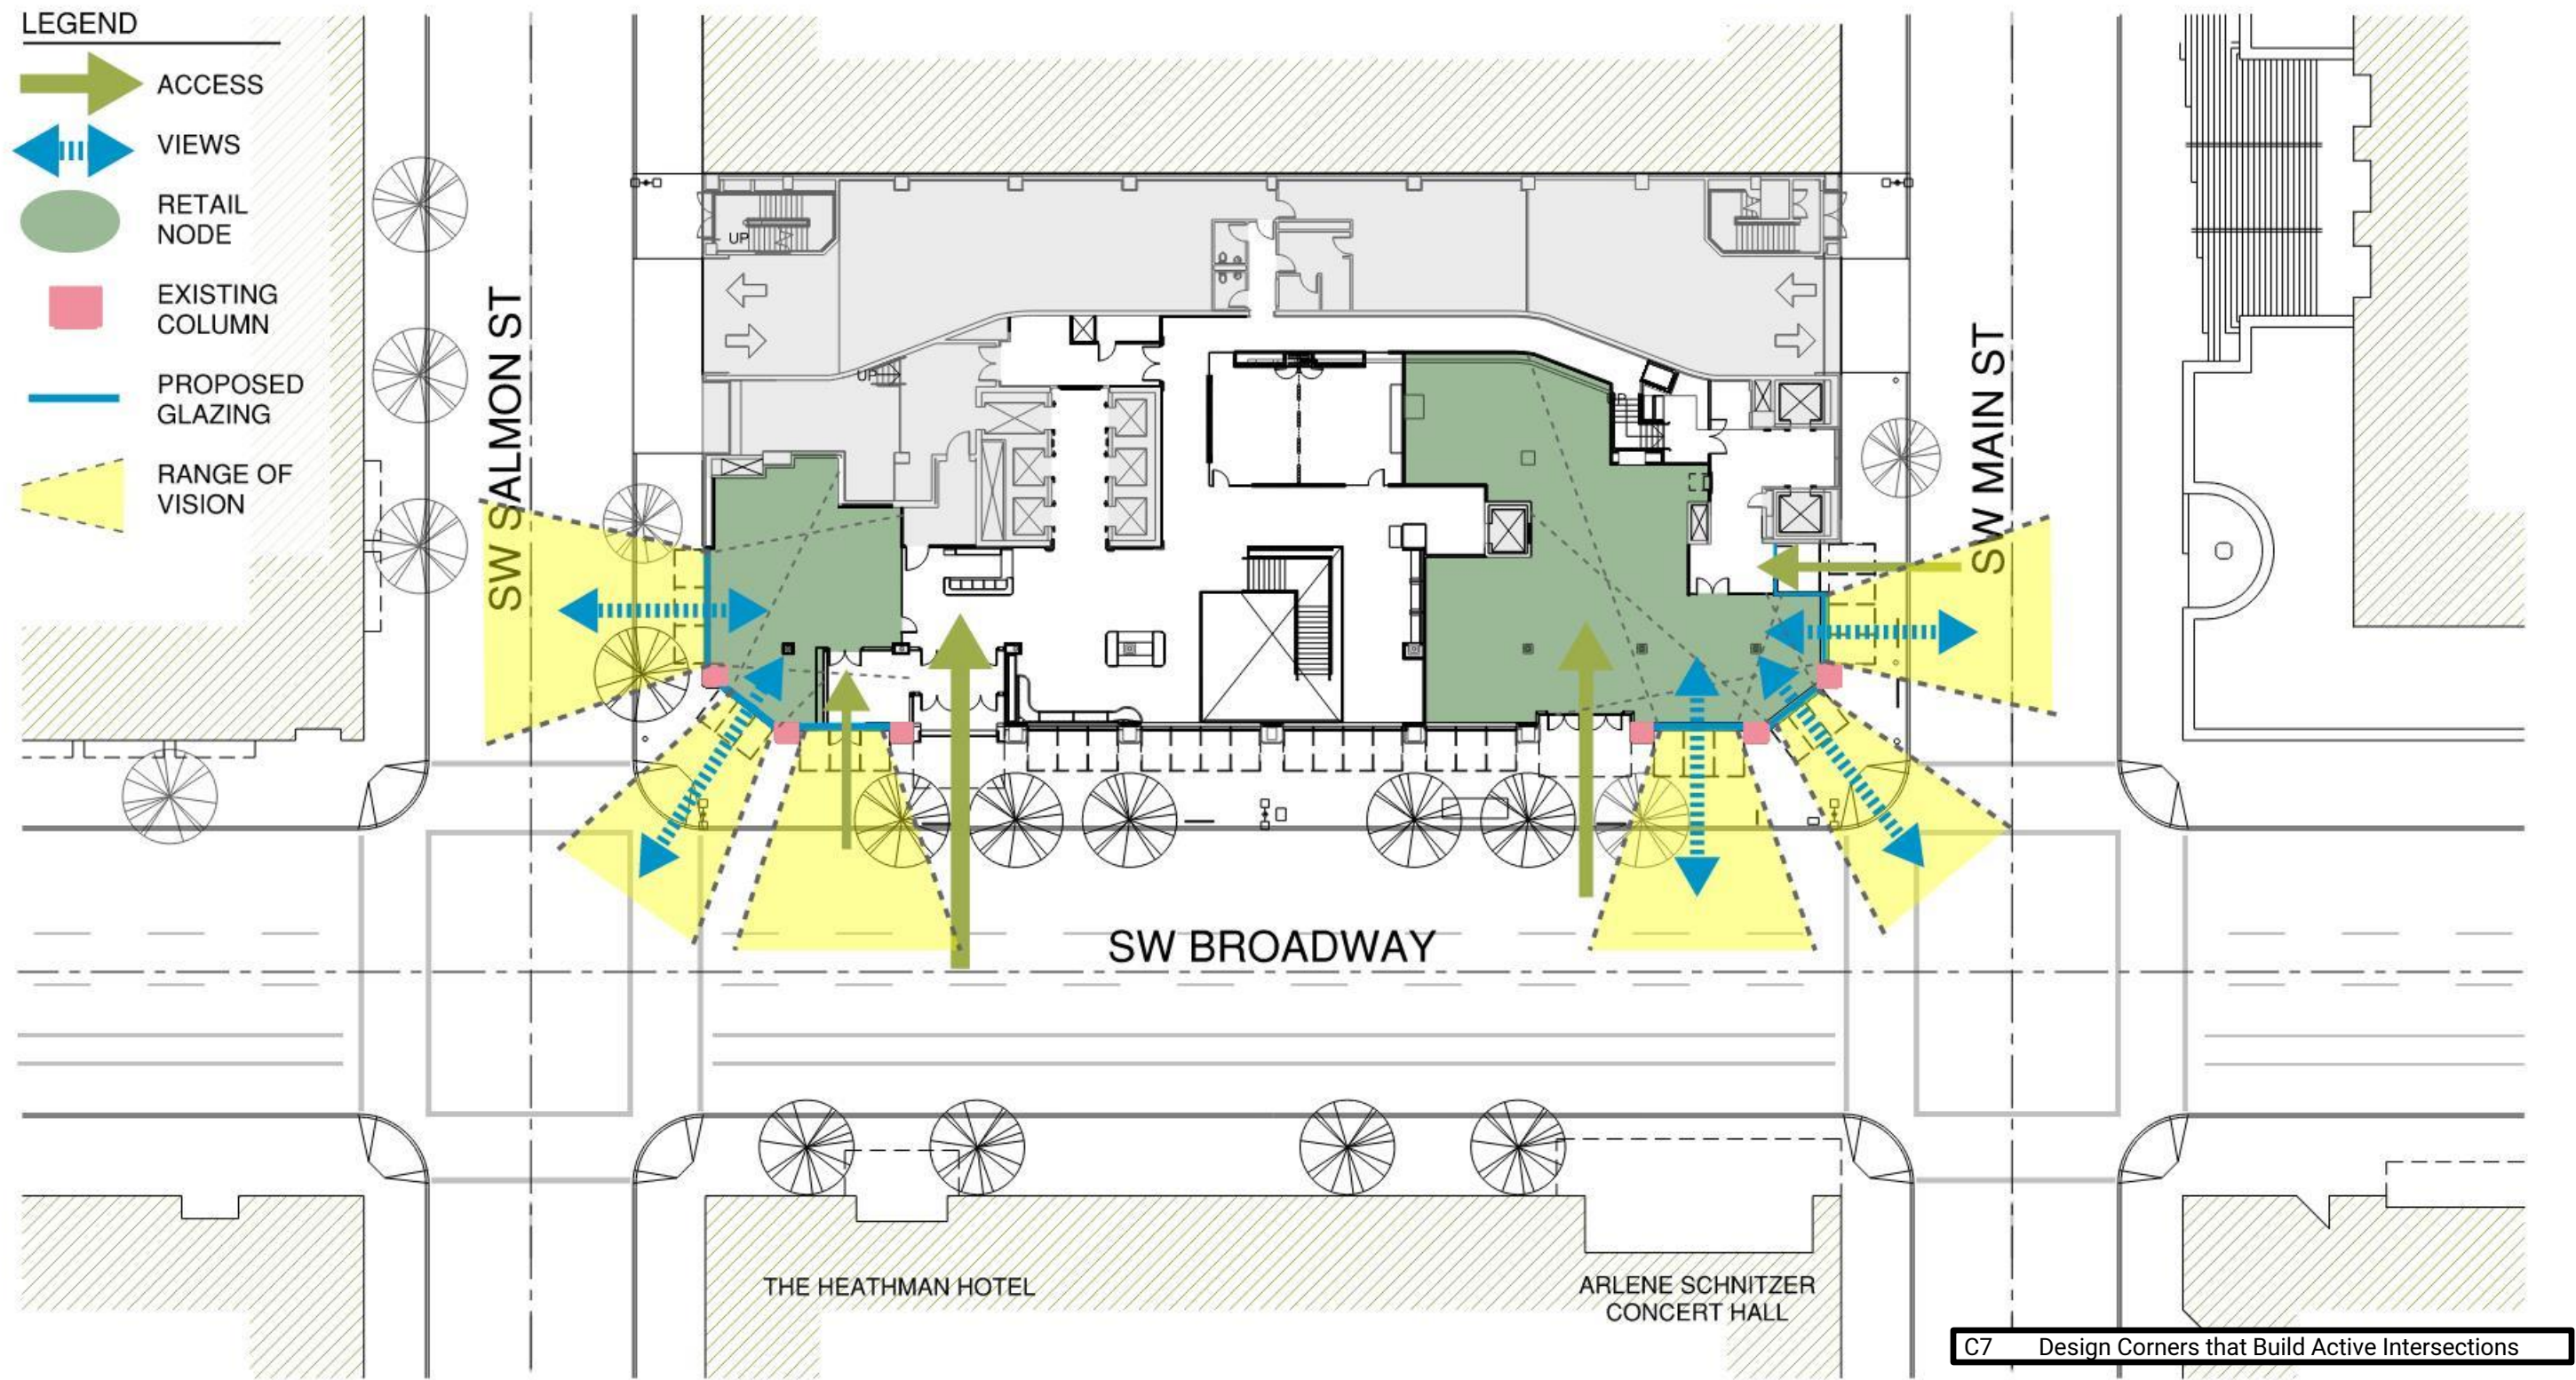 LEGEND
ACCESS
VIEWS
RETAIL
NODE
EXISTING
COLUMN
PROPOSED
GLAZING
RANGE OF
VISION
SW SALMON ST
UP
UP
SW MAIN ST
SW BROADWAY
THE HEATHMAN HOTEL
ARLENE SCHNITZER
CONCERT HALL
C7 Design Corners that Build Active Intersections